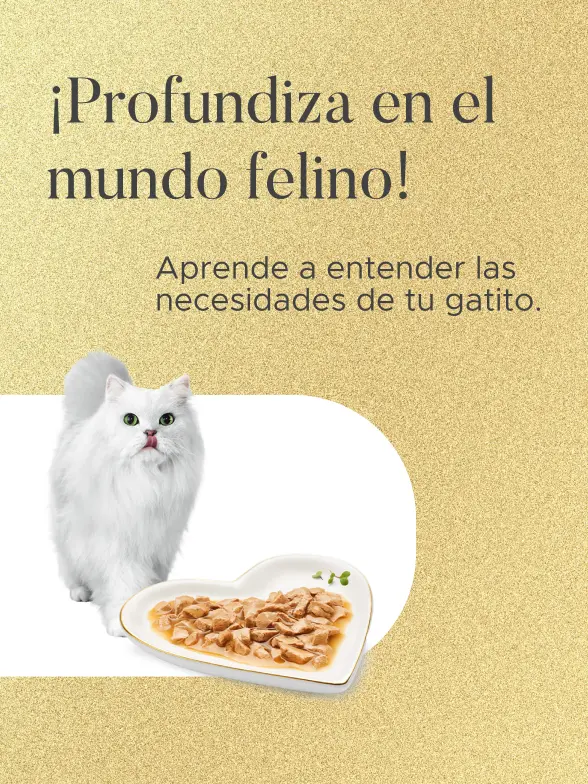 ¡Profundiza en el
mundo felino!
Aprende a entender las
necesidades de tu gatito.